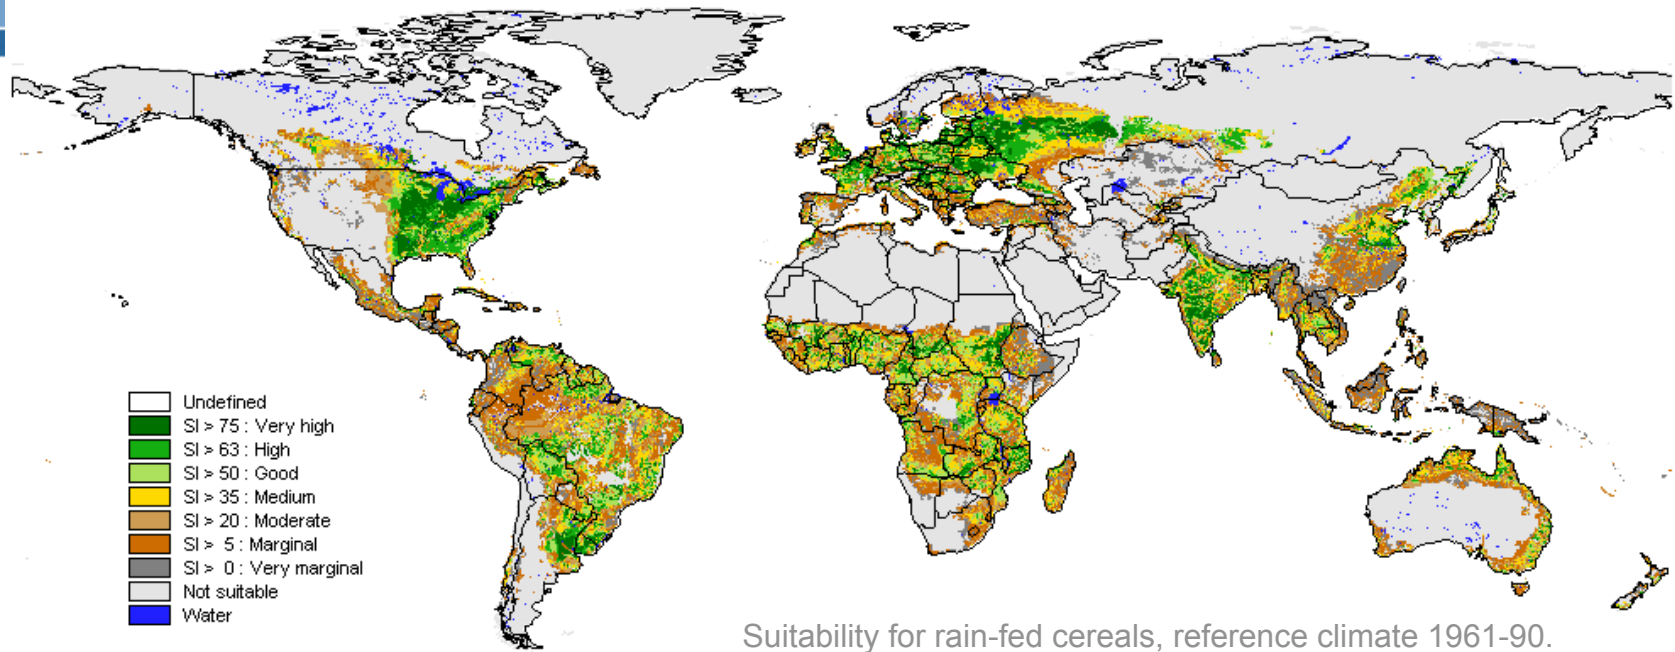 Undefined
SI > 75 : Very high
SI > 63 : High
SI > 50 : Good
SI > 35 : Medium
SI > 20 : Moderate
SI > 5 : Marginal
SI > 0 : Very marginal
Not suitable
Water
Suitability for rain-fed cereals, reference climate 1961-90.